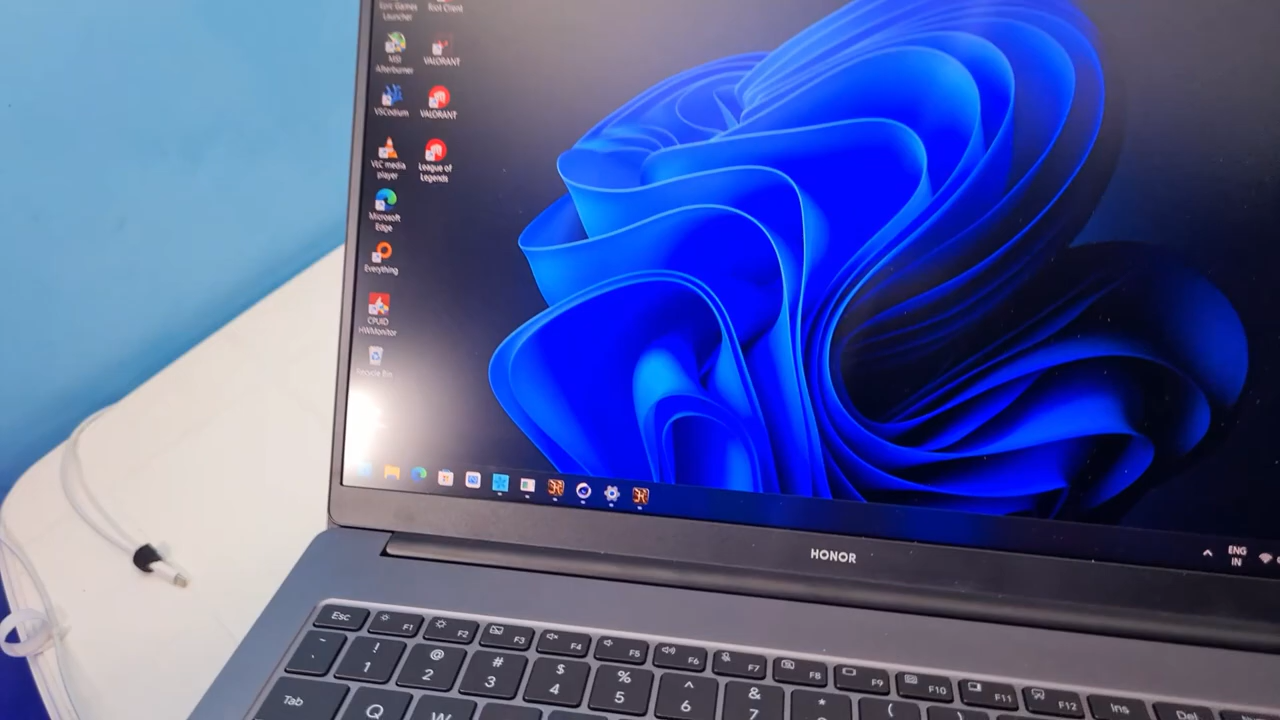 Epic Games
Launcher
Riot Client
MSI
Afterburner
VALORANT
VSCodium
VALORANT
VLC media
player
League of
Legends
Microsoft
Edge
Everything
CPUID
HWMonitor
Recycle Bin
ENG
IN
HONOR
Esc
F1
F2
F3
F4
F5
F6
F7
F8
F9
F10
F11
F12
Ins
Del
~
! 1
@ 2
# 3
$ 4
% 5
^ 6
& 7
*
(
)
Tab
Q
W